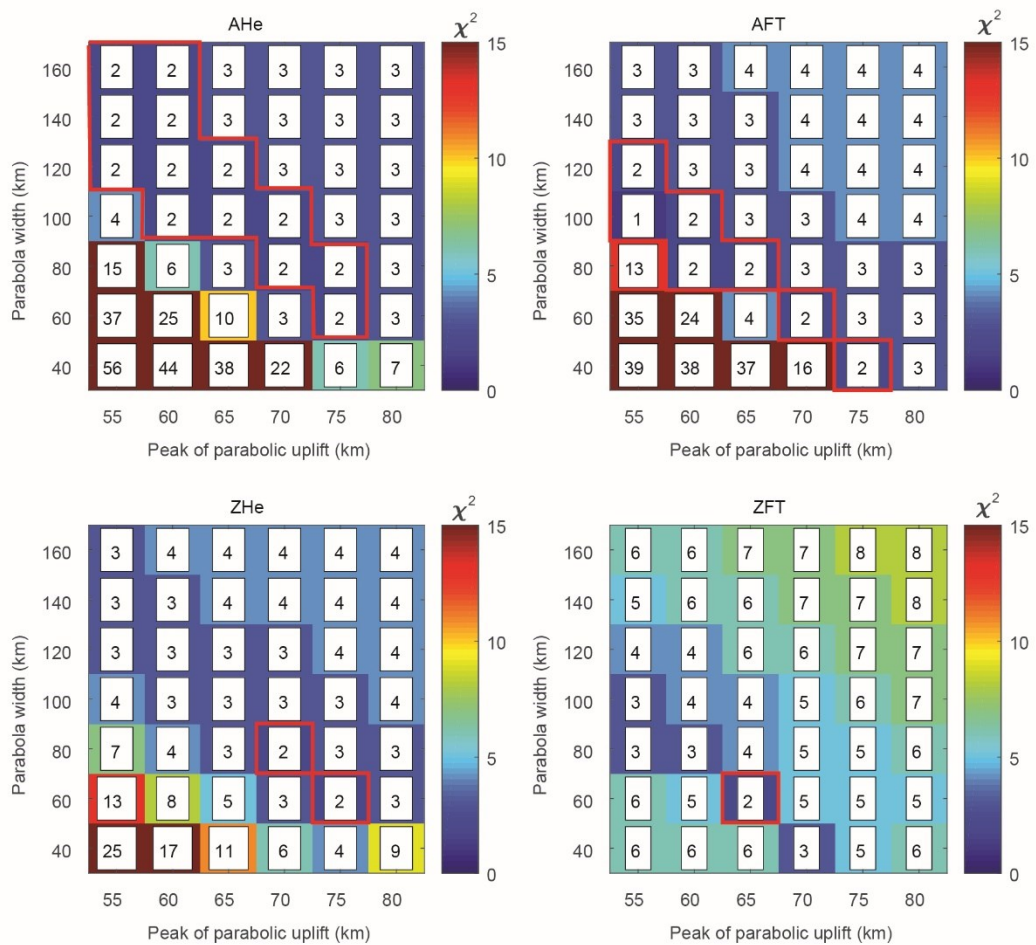 AHe
χ²
160 2 2 3 3 3 3 15
140 2 2 3 3 3 3
120 2 2 2 3 3 3 10
100 4 2 2 2 3 3
80 15 6 3 2 2 3 5
60 37 25 10 3 2 3
40 56 44 38 22 6 7 0
55 60 65 70 75 80
Parabola width (km)
Peak of parabolic uplift (km)
AFT
χ²
160 3 3 4 4 4 4 15
140 3 3 3 4 4 4
120 2 3 3 4 4 4 10
100 1 2 3 3 4 4
80 13 2 2 3 3 3 5
60 35 24 4 2 3 3
40 39 38 37 16 2 3 0
55 60 65 70 75 80
Parabola width (km)
Peak of parabolic uplift (km)
ZHe
χ²
160 3 4 4 4 4 4 15
140 3 3 4 4 4 4
120 3 3 3 3 4 4 10
100 4 3 3 3 3 4
80 7 4 3 2 3 3 5
60 13 8 5 3 2 3
40 25 17 11 6 4 9 0
55 60 65 70 75 80
Parabola width (km)
Peak of parabolic uplift (km)
ZFT
χ²
160 6 6 7 7 8 8 15
140 5 6 6 7 7 8
120 4 4 6 6 7 7 10
100 3 4 4 5 6 7
80 3 3 4 5 5 6 5
60 6 5 2 5 5 5
40 6 6 6 3 5 6 0
55 60 65 70 75 80
Parabola width (km)
Peak of parabolic uplift (km)